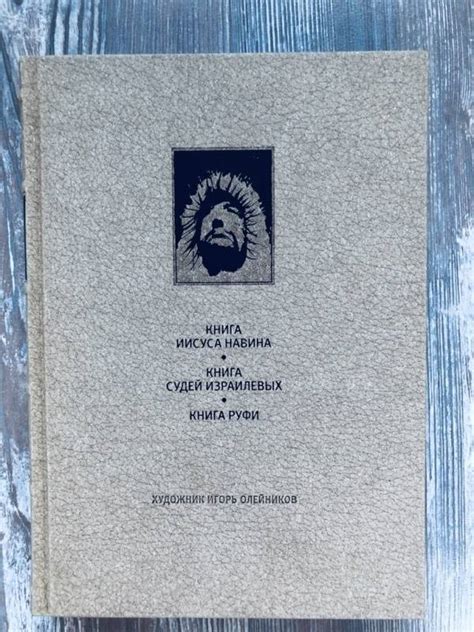 КНИГА
ИИСУСА НАВИНА
•
КНИГА
СУДЕЙ ИЗРАИЛЕВЫХ
•
КНИГА РУФИ
ХУДОЖНИК ИГОРЬ ОЛЕЙНИКОВ